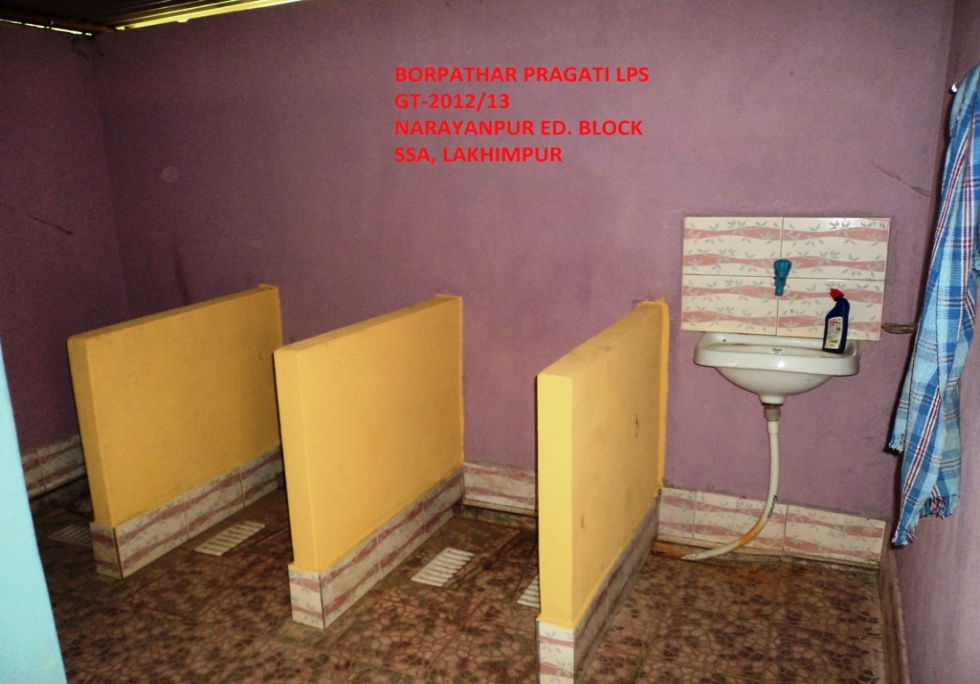 BORPATHAR PRAGATI LPS
GT-2012/13
NARAYANPUR ED. BLOCK
SSA, LAKHIMPUR